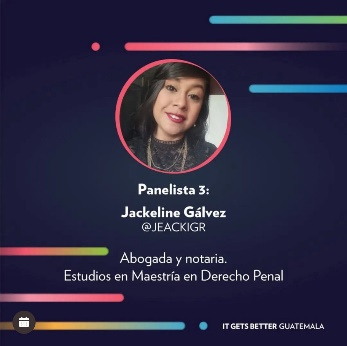 Panelista 3:
Jackeline Gálvez
@JEACKIGR
Abogada y notaria.
Estudios en Maestría en Derecho Penal
IT GETS BETTER GUATEMALA